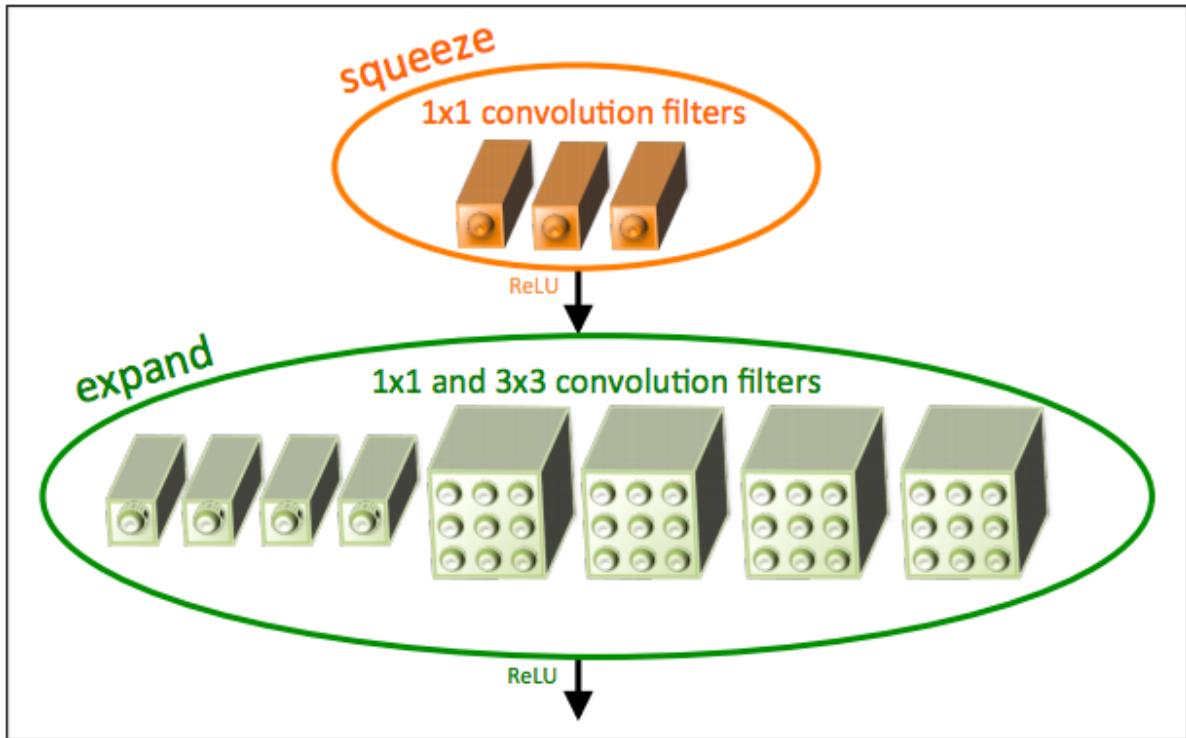 squeeze
1x1 convolution filters
ReLU
expand
1x1 and 3x3 convolution filters
ReLU